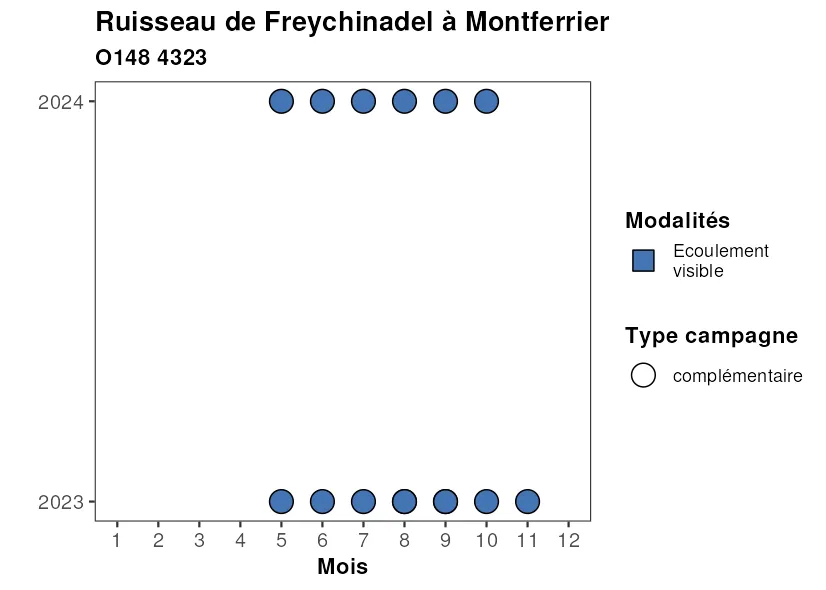 Ruisseau de Freychinadel à Montferrier
O148 4323
2024
2023
1 2 3 4 5 6 7 8 9 10 11 12
Mois
Modalités
Ecoulement
visible
Type campagne
complémentaire